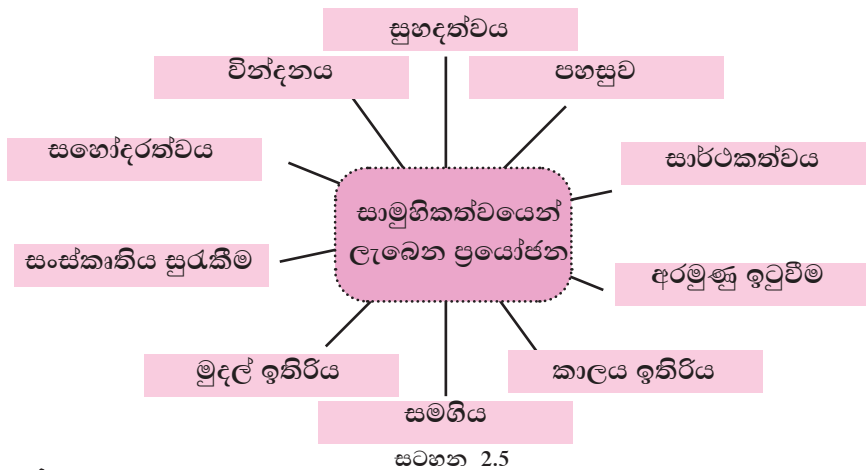 සුහදත්වය
වින්දනය
පහසුව
සහෝදරත්වය
සාර්ථකත්වය
සාමුහිකත්වයෙන්
ලැබෙන ප්‍රයෝජන
සංස්කෘතිය සුරැකීම
අරමුණු ඉටුවීම
මුදල් ඉතිරිය
කාලය ඉතිරිය
සමගිය
සටහන 2.5